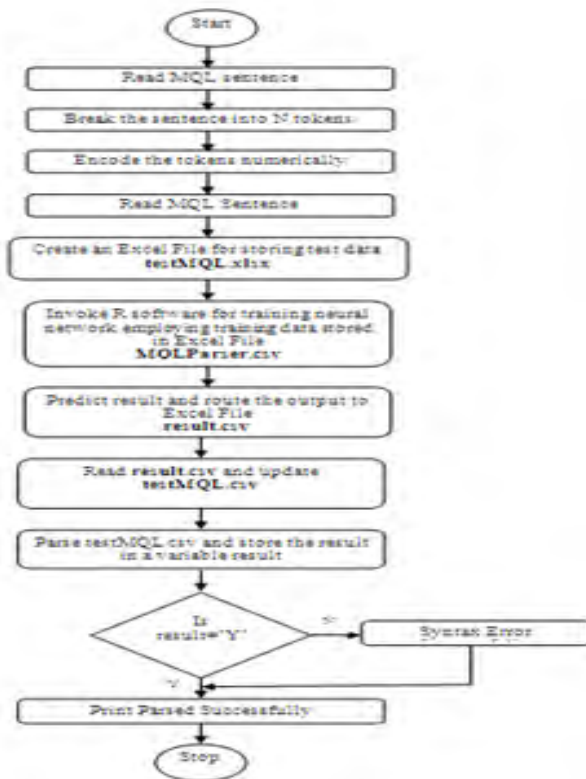 Start
Read MQL sentence
Break the sentence into N tokens
Encode the tokens numerically
Read MQL Sentence
Create an Excel File for storing test data
testMQL.xlsx
Invoke R software for training neural
network employing training data stored
in Excel File
MQLParser.csv
Predict result and route the output to
Excel File
result.csv
Read result.csv and update
testMQL.csv
Parse testMQL.csv and store the result
in a variable result
Is
result="Y"
Syntax Error
Print Parsed Successfully
Stop